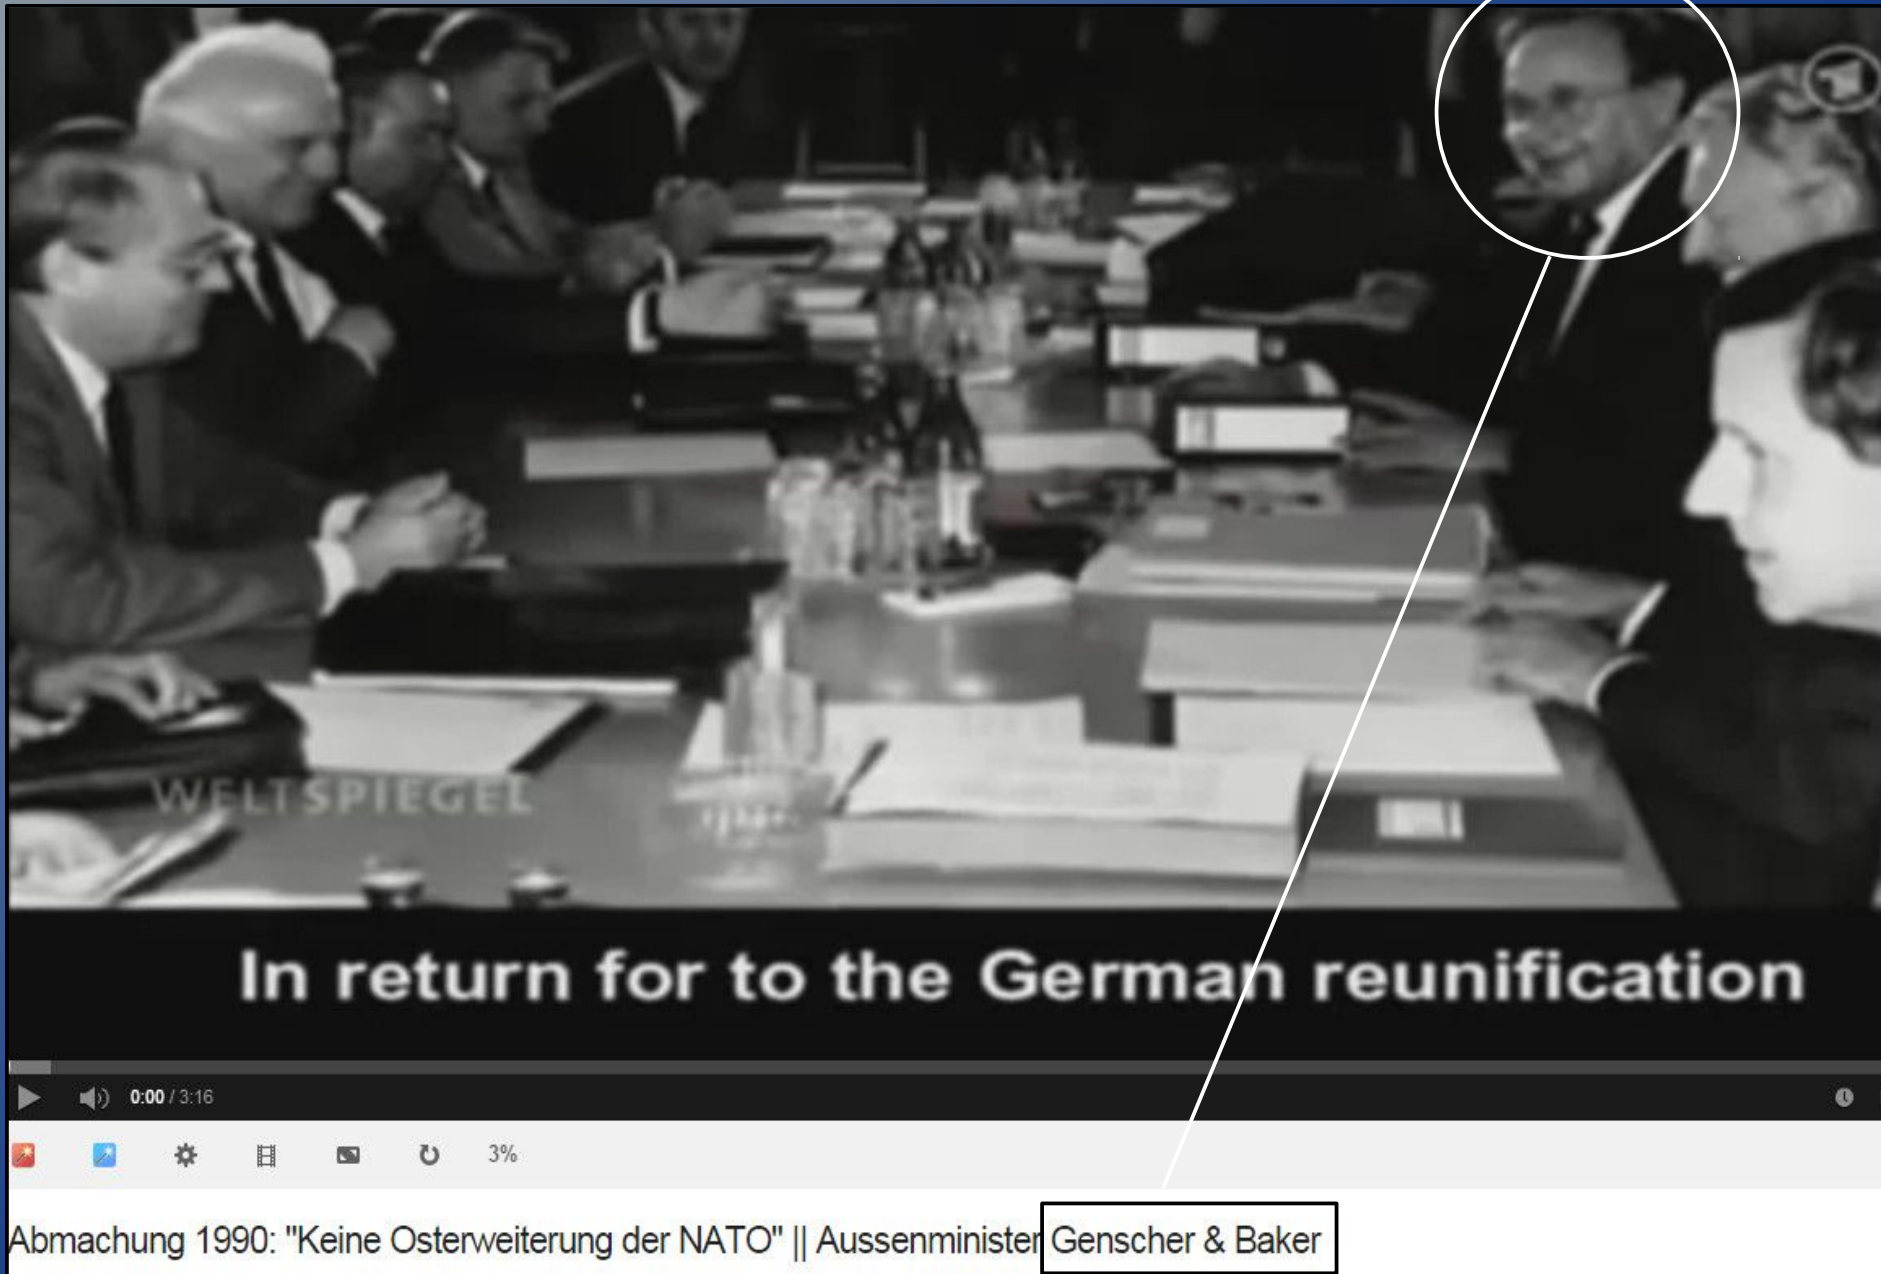 WELTSPIEGEL
In return for to the German reunification
0:00 / 3:16
3%
Abmachung 1990: "Keine Osterweiterung der NATO" || Aussenminister Genscher & Baker